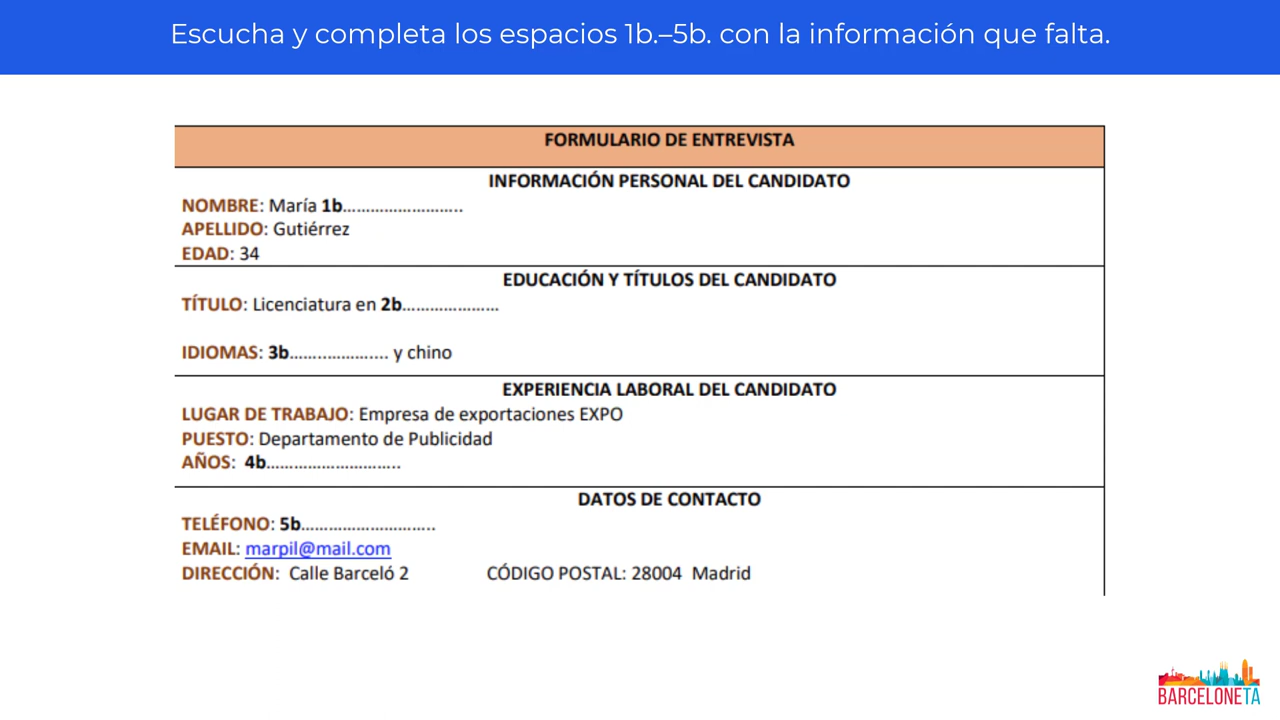 Escucha y completa los espacios 1b.–5b. con la información que falta.
FORMULARIO DE ENTREVISTA
INFORMACIÓN PERSONAL DEL CANDIDATO
NOMBRE: María 1b……………………..
APELLIDO: Gutiérrez
EDAD: 34
EDUCACIÓN Y TÍTULOS DEL CANDIDATO
TÍTULO: Licenciatura en 2b…………………
IDIOMAS: 3b……..……….... y chino
EXPERIENCIA LABORAL DEL CANDIDATO
LUGAR DE TRABAJO: Empresa de exportaciones EXPO
PUESTO: Departamento de Publicidad
AÑOS: 4b………………………..
DATOS DE CONTACTO
TELÉFONO: 5b………………………..
EMAIL: marpil@mail.com
DIRECCIÓN: Calle Barceló 2 CÓDIGO POSTAL: 28004 Madrid
BARCELONETA